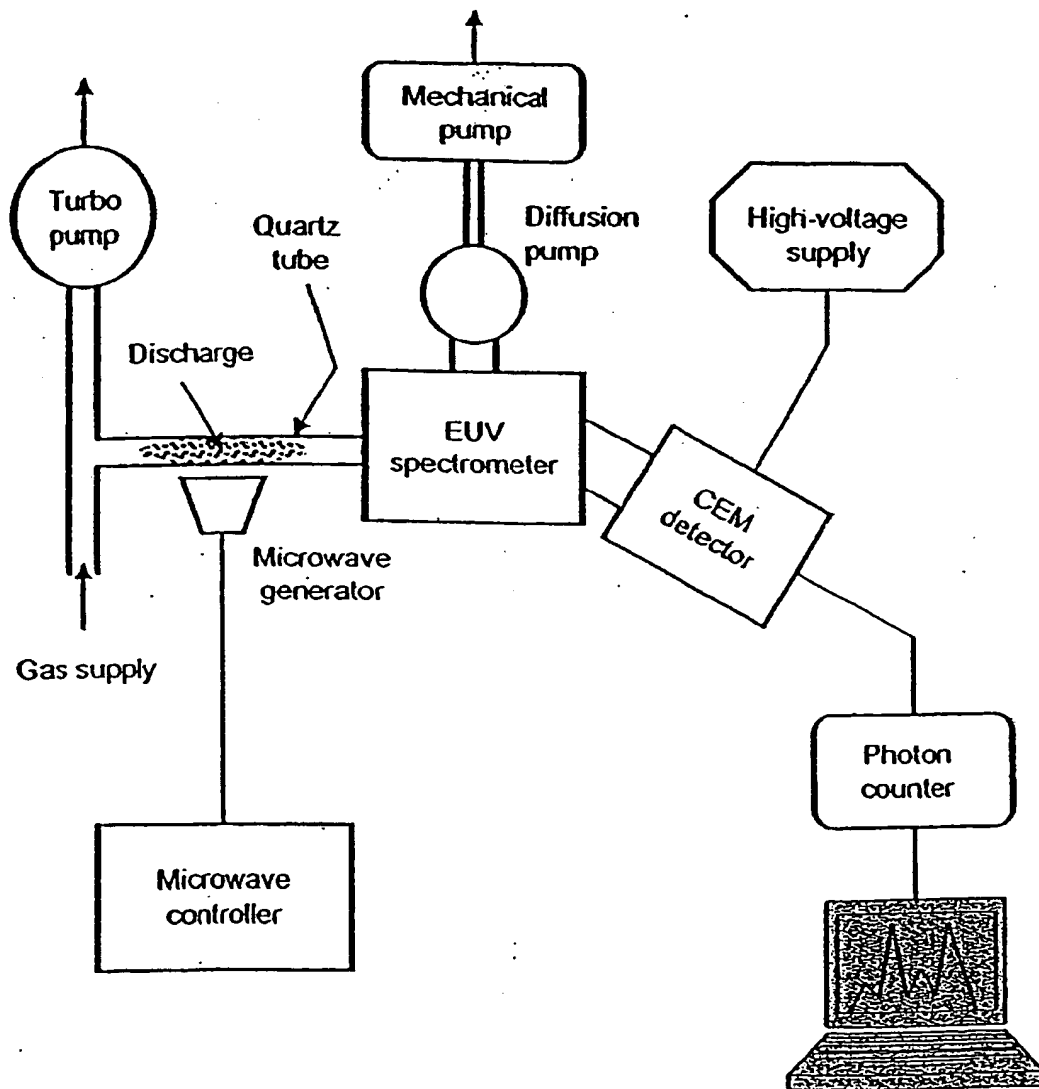 Mechanical
pump
Turbo
pump
Quartz
tube
Diffusion
pump
High-voltage
supply
Discharge
EUV
spectrometer
CEM
detector
Microwave
generator
Gas supply
Photon
counter
Microwave
controller